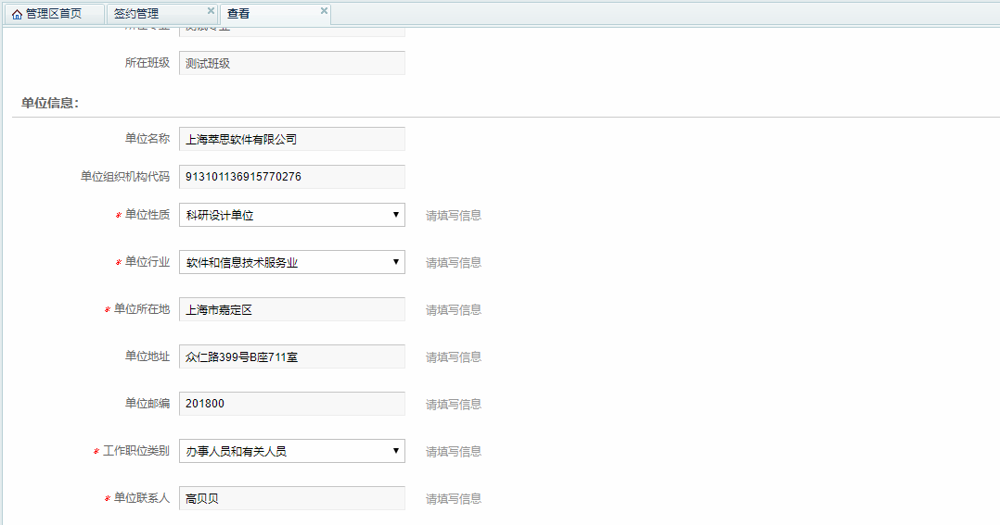 管理区首页 签约管理 查看
所在专业 测试专业
所在班级 测试班级
单位信息:
单位名称 上海萃思软件有限公司
单位组织机构代码 913101136915770276
* 单位性质 科研设计单位 请填写信息
* 单位行业 软件和信息技术服务业 请填写信息
* 单位所在地 上海市嘉定区 请填写信息
单位地址 众仁路399号B座711室 请填写信息
单位邮编 201800 请填写信息
* 工作职位类别 办事人员和有关人员 请填写信息
* 单位联系人 高贝贝 请填写信息